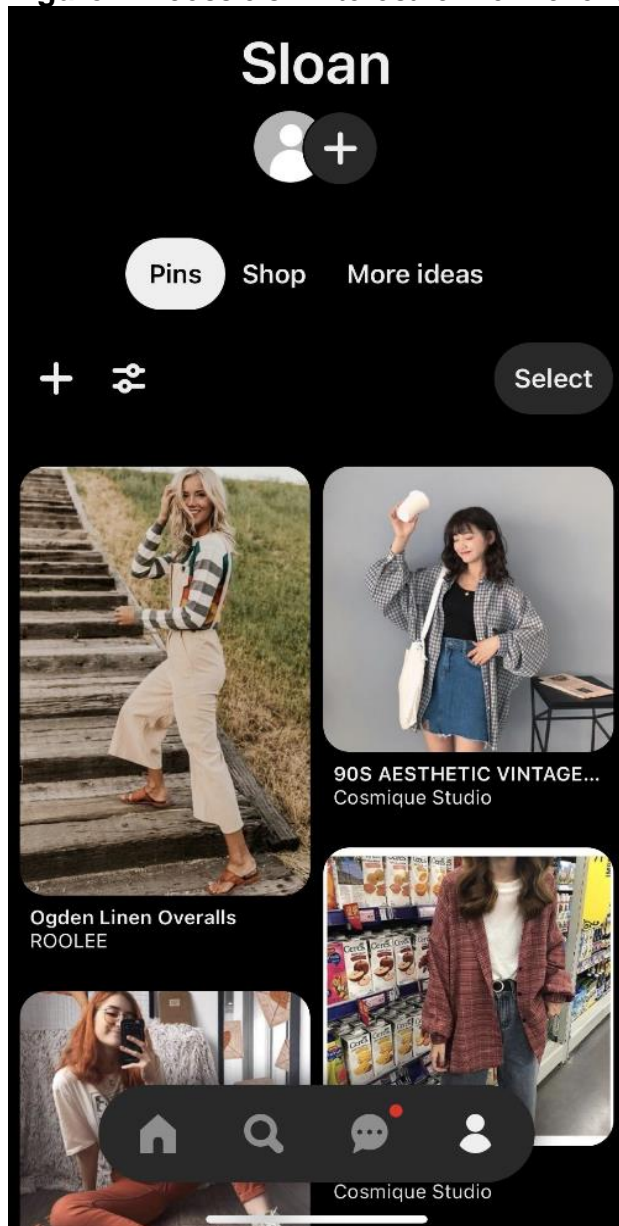 Sloan
Pins
Shop
More ideas
Select
90S AESTHETIC VINTAGE...
Cosmique Studio
Ogden Linen Overalls
ROOLEE
Cosmique Studio